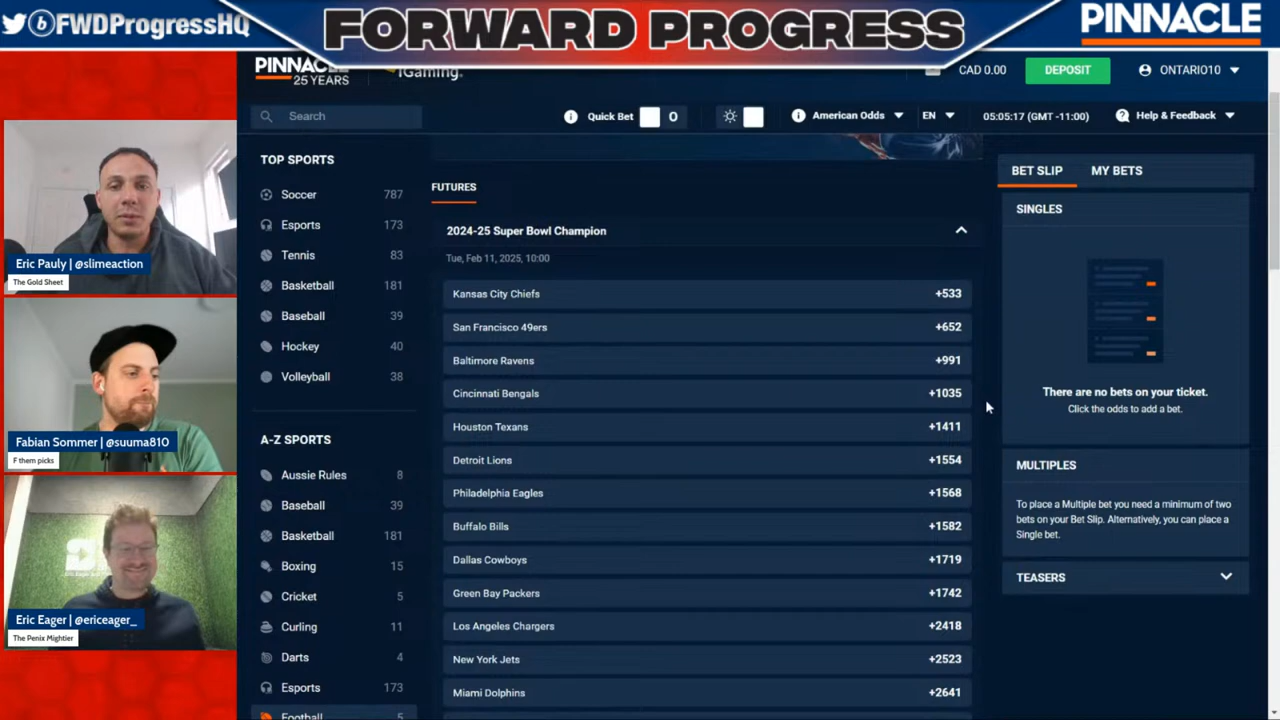 @FWDProgressHQ
FORWARD PROGRESS
PINNACLE
PINNACLE
25 YEARS
iGaming.
CAD 0.00
DEPOSIT
ONTARIO10
Search
Quick Bet
0
American Odds
EN
05:05:17 (GMT -11:00)
Help & Feedback
TOP SPORTS
Soccer 787
Esports 173
Tennis 83
Basketball 181
Baseball 39
Hockey 40
Volleyball 38
A-Z SPORTS
Aussie Rules 8
Baseball 39
Basketball 181
Boxing 15
Cricket 5
Curling 11
Darts 4
Esports 173
Football 5
FUTURES
2024-25 Super Bowl Champion
Tue, Feb 11, 2025, 10:00
Kansas City Chiefs +533
San Francisco 49ers +652
Baltimore Ravens +991
Cincinnati Bengals +1035
Houston Texans +1411
Detroit Lions +1554
Philadelphia Eagles +1568
Buffalo Bills +1582
Dallas Cowboys +1719
Green Bay Packers +1742
Los Angeles Chargers +2418
New York Jets +2523
Miami Dolphins +2641
BET SLIP
MY BETS
SINGLES
There are no bets on your ticket.
Click the odds to add a bet.
MULTIPLES
To place a Multiple bet you need a minimum of two
bets on your Bet Slip. Alternatively, you can place a
Single bet.
TEASERS
Eric Pauly | @slimeaction
The Gold Sheet
Fabian Sommer | @suuma810
F them picks
Eric Eager | @ericeager_
The Penix Mightier